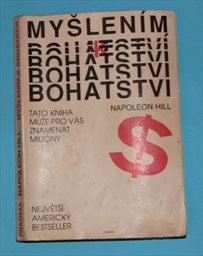 MYŠLENÍM
BOHATSTVÍ
k
BOHATSTVÍ
BOHATSTVÍ
BOHATSTVÍ
NAPOLEON HILL
TATO KNIHA
MŮŽE PRO VÁS
ZNAMENAT
MILIÓNY
$
NEJVĚTŠÍ
AMERICKÝ
BESTSELLER
PRAGMA NAPOLEON HILL MYŠLENÍM K BOHATSTVÍ